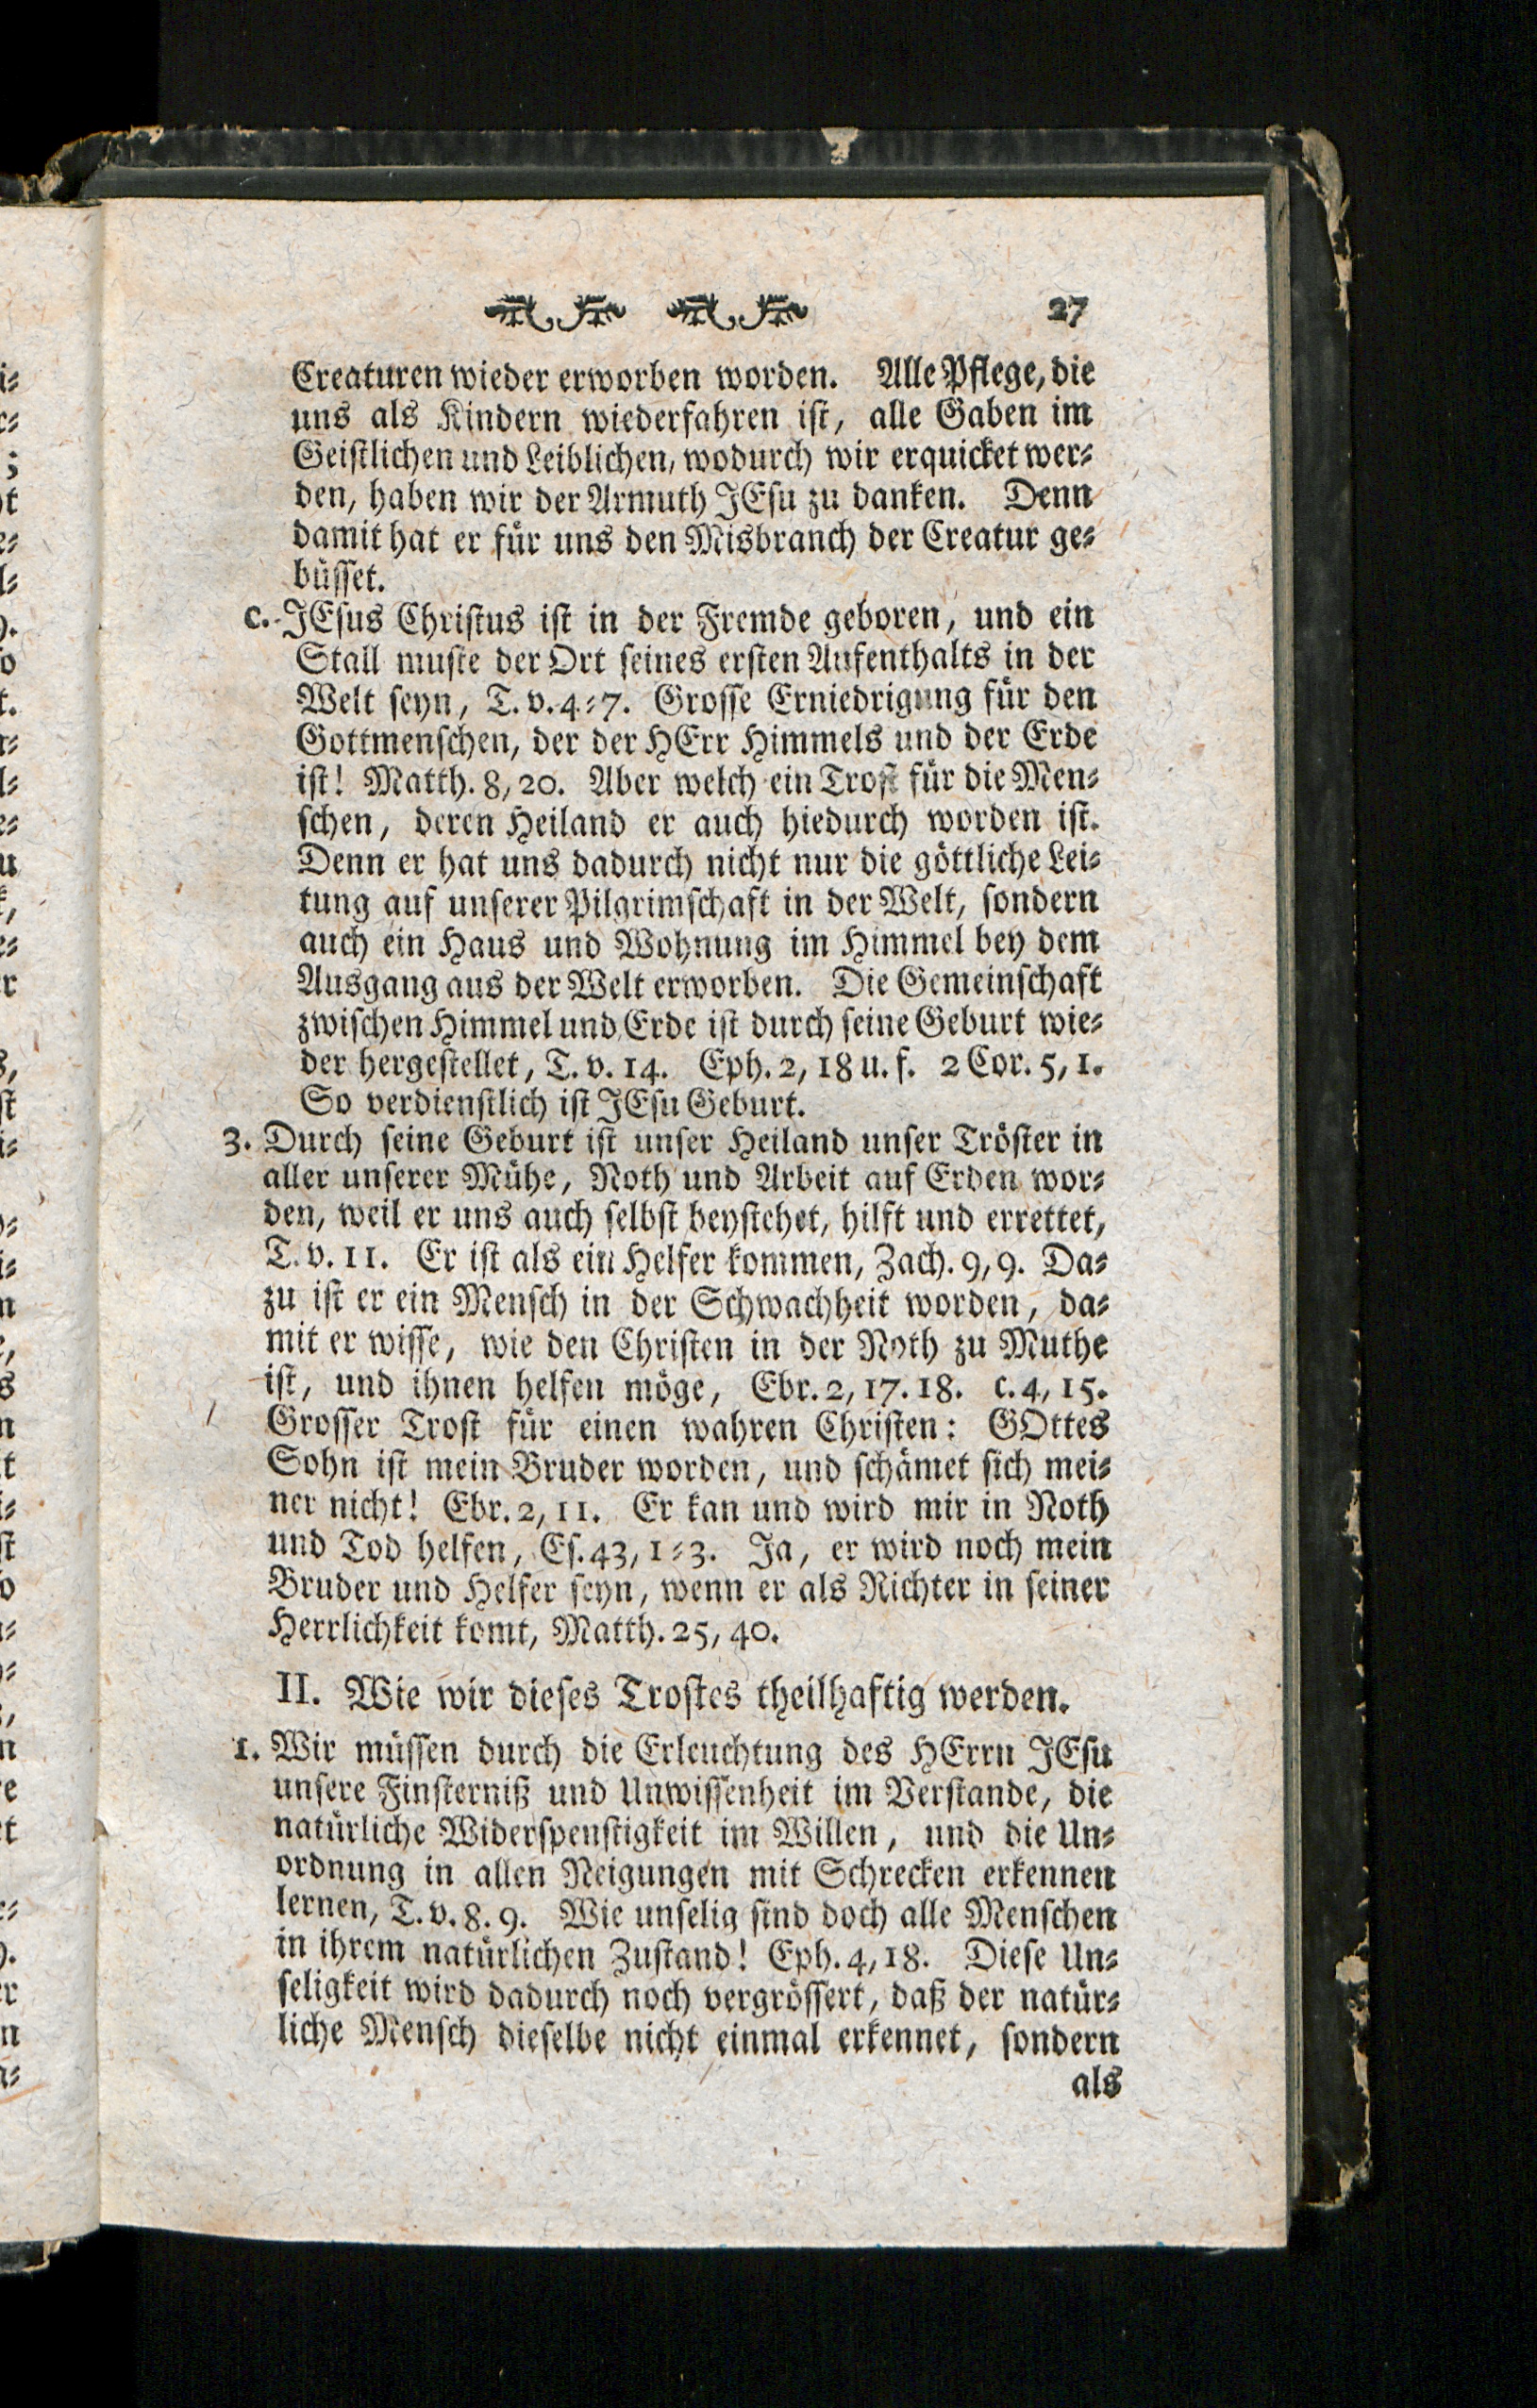 27
Creaturen wieder erworben worden. Alle Pflege, die
uns als Kindern wiederfahren ist, alle Gaben im
Geistlichen und Leiblichen, wodurch wir erquicket wer⸗
den, haben wir der Armuth JEsu zu danken. Denn
damit hat er für uns den Misbranch der Creatur ge⸗
büsset.
c. JEsus Christus ist in der Fremde geboren, und ein
Stall muste der Ort seines ersten Aufenthalts in der
Welt seyn, T. v. 4⸗7. Grosse Erniedrigung für den
Gottmenschen, der der HErr Himmels und der Erde
ist! Matth. 8, 20. Aber welch ein Trost für die Men⸗
schen, deren Heiland er auch hiedurch worden ist.
Denn er hat uns dadurch nicht nur die göttliche Lei⸗
tung auf unserer Pilgrimschaft in der Welt, sondern
auch ein Haus und Wohnung im Himmel bey dem
Ausgang aus der Welt erworben. Die Gemeinschaft
zwischen Himmel und Erde ist durch seine Geburt wie⸗
der hergestellet, T. v. 14. Eph. 2, 18 u. f. 2 Cor. 5, 1.
So verdienstlich ist JEsu Geburt.
3. Durch seine Geburt ist unser Heiland unser Tröster in
aller unserer Mühe, Noth und Arbeit auf Erden wor⸗
den, weil er uns auch selbst beystehet, hilft und errettet,
T. v. 11. Er ist als ein Helfer kommen, Zach. 9, 9. Da⸗
zu ist er ein Mensch in der Schwachheit worden, da⸗
mit er wisse, wie den Christen in der Noth zu Muthe
ist, und ihnen helfen möge, Ebr. 2, 17. 18. c. 4, 15.
Grosser Trost für einen wahren Christen: GOttes
Sohn ist mein Bruder worden, und schämet sich mei⸗
ner nicht! Ebr. 2, 11. Er kan und wird mir in Noth
und Tod helfen, Es. 43, 1⸗3. Ja, er wird noch mein
Bruder und Helfer seyn, wenn er als Richter in seiner
Herrlichkeit komt, Matth. 25, 40.
II. Wie wir dieses Trostes theilhaftig werden.
1. Wir müssen durch die Erleuchtung des HErrn JEsu
unsere Finsterniß und Unwissenheit im Verstande, die
natürliche Widerspenstigkeit im Willen, und die Un⸗
ordnung in allen Neigungen mit Schrecken erkennen
lernen, T. v. 8. 9. Wie unselig sind doch alle Menschen
in ihrem natürlichen Zustand! Eph. 4, 18. Diese Un⸗
seligkeit wird dadurch noch vergrössert, daß der natür⸗
liche Mensch dieselbe nicht einmal erkennet, sondern
als